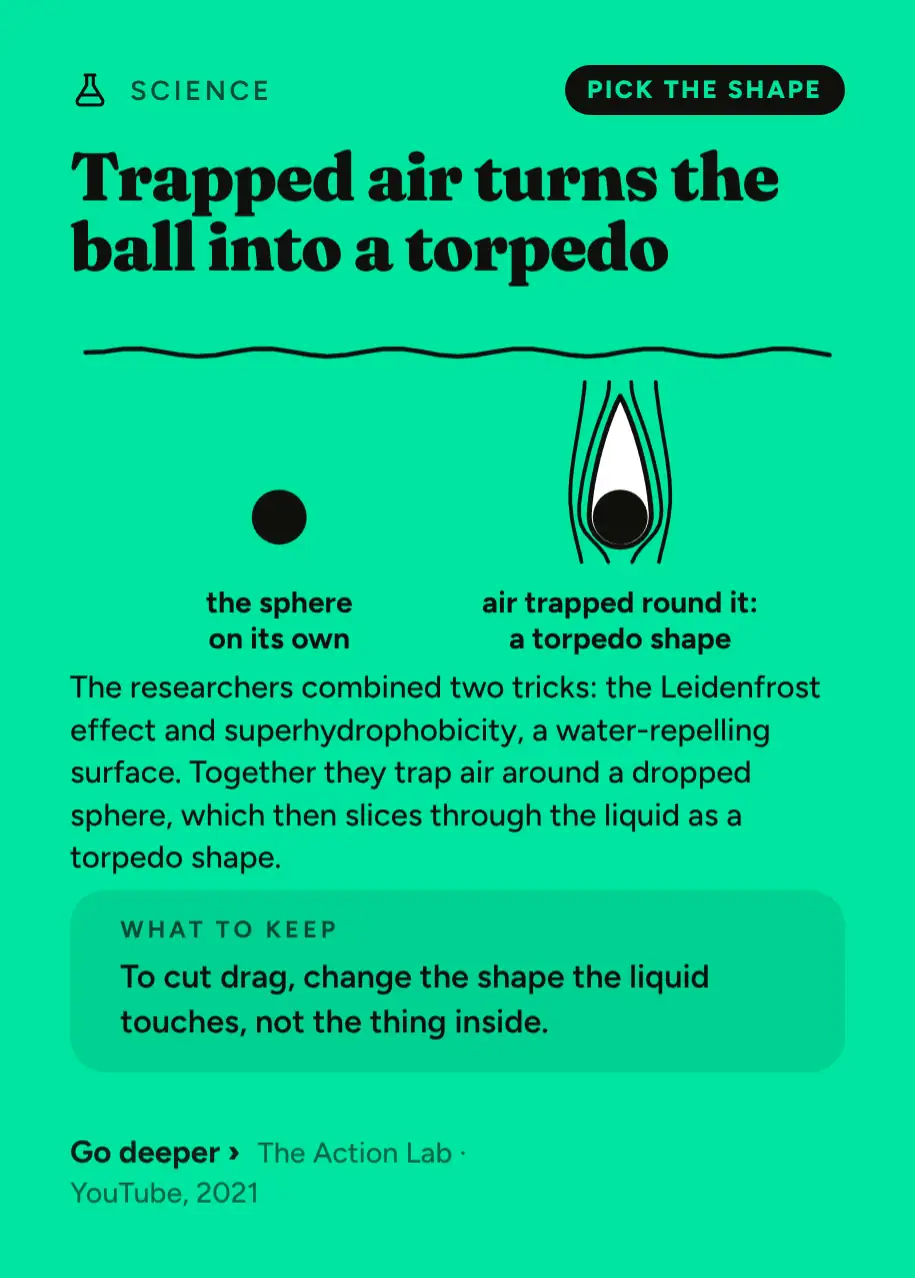 SCIENCE
PICK THE SHAPE
Trapped air turns the
ball into a torpedo
the sphere
on its own
air trapped round it:
a torpedo shape
The researchers combined two tricks: the Leidenfrost
effect and superhydrophobicity, a water-repelling
surface. Together they trap air around a dropped
sphere, which then slices through the liquid as a
torpedo shape.
WHAT TO KEEP
To cut drag, change the shape the liquid
touches, not the thing inside.
Go deeper › The Action Lab ·
YouTube, 2021